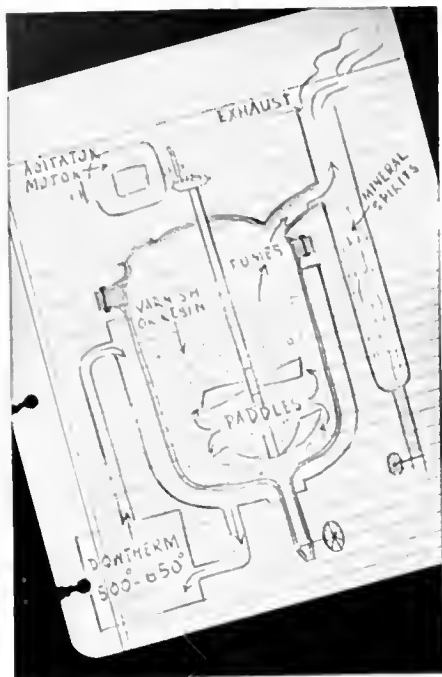 EXHAUST
AGITATOR
MOTOR
MINERAL
SPIRITS
FUMES
VARNISH
OR RESIN
PADDLES
DOWTHERM
500°-650°